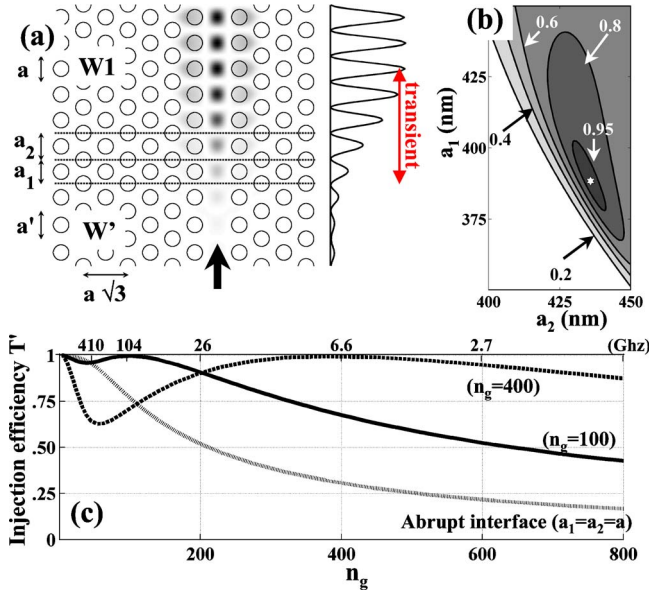 (a)
W1
a
a2
a1
a'
W'
a √3
transient
(b)
0.6
0.8
0.95
0.4
0.2
425
400
375
a1 (nm)
400 425 450
a2 (nm)
410 104 26 6.6 2.7 (Ghz)
Injection efficiency T'
1
.75
.50
.25
0
(ng=400)
(ng=100)
(c)
Abrupt interface (a1=a2=a)
200 400 600 800
ng